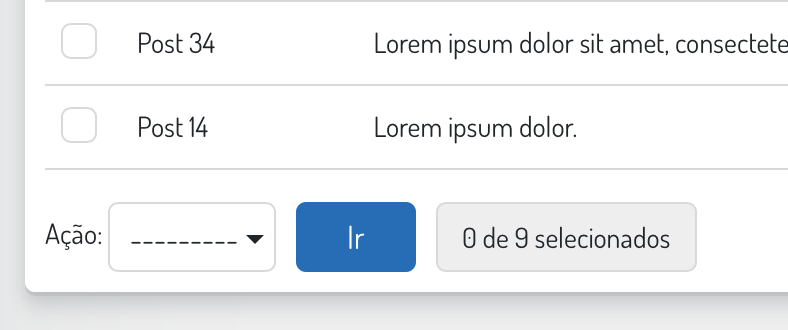 Post 34 Lorem ipsum dolor sit amet, consectete
Post 14 Lorem ipsum dolor.
Ação: --------- Ir 0 de 9 selecionados